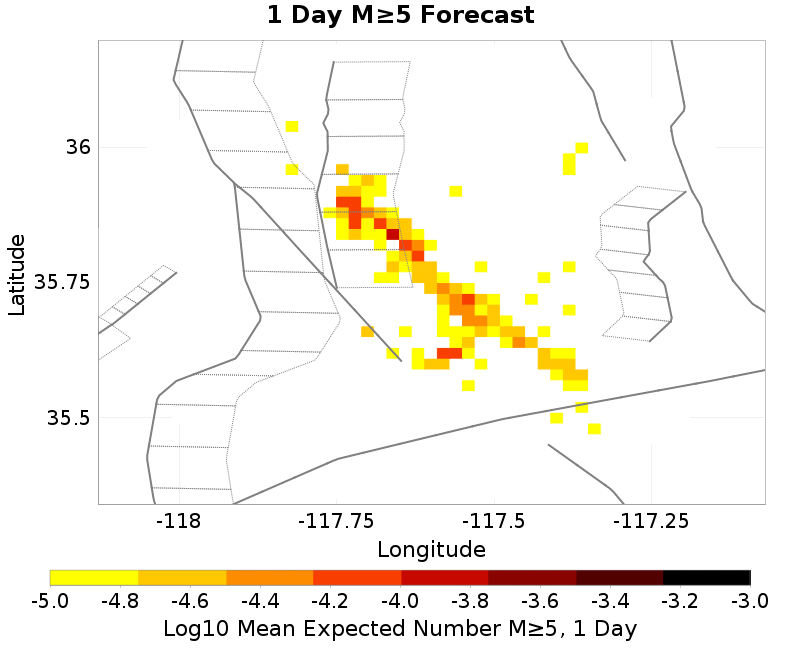 1 Day M≥5 Forecast
36
35.75
35.5
Latitude
-118 -117.75 -117.5 -117.25
Longitude
-5.0 -4.8 -4.6 -4.4 -4.2 -4.0 -3.8 -3.6 -3.4 -3.2 -3.0
Log10 Mean Expected Number M≥5, 1 Day